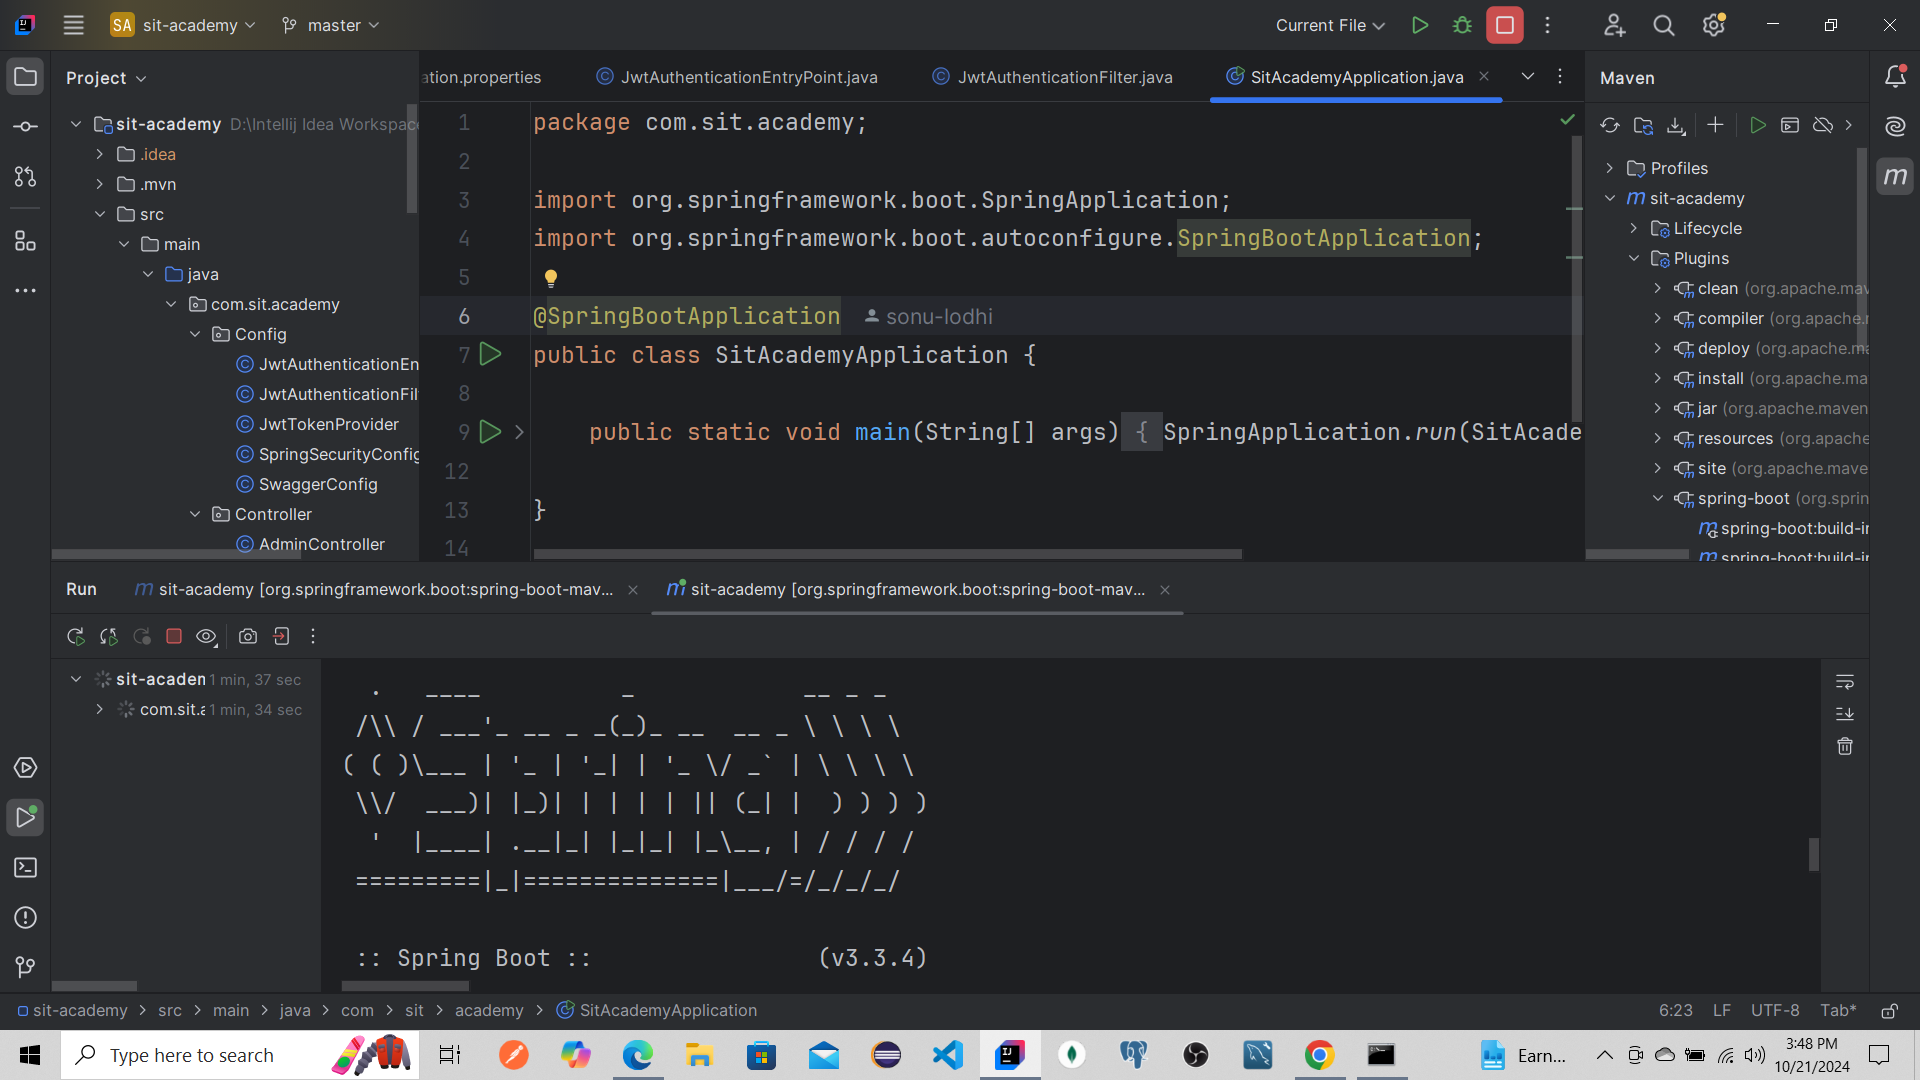 SA sit-academy master Current File
Project
ation.properties JwtAuthenticationEntryPoint.java JwtAuthenticationFilter.java SitAcademyApplication.java
Maven
sit-academy D:\Intellij Idea Workspac
.idea
.mvn
src
main
java
com.sit.academy
Config
JwtAuthenticationEn
JwtAuthenticationFil
JwtTokenProvider
SpringSecurityConfig
SwaggerConfig
Controller
AdminController
1 package com.sit.academy;
2
3 import org.springframework.boot.SpringApplication;
4 import org.springframework.boot.autoconfigure.SpringBootApplication;
5
6 @SpringBootApplication sonu-lodhi
7 public class SitAcademyApplication {
8
9 public static void main(String[] args) { SpringApplication.run(SitAcade
12
13 }
14
Profiles
m sit-academy
Lifecycle
Plugins
clean (org.apache.mav
compiler (org.apache.r
deploy (org.apache.ma
install (org.apache.ma
jar (org.apache.maven
resources (org.apache
site (org.apache.mave
spring-boot (org.sprin
spring-boot:build-in
spring-boot:build-in
Run m sit-academy [org.springframework.boot:spring-boot-mav... m sit-academy [org.springframework.boot:spring-boot-mav...
sit-academ 1 min, 37 sec
com.sit.a 1 min, 34 sec
  .   ____          _            __ _ _
 /\\ / ___'_ __ _ _(_)_ __  __ _ \ \ \ \
( ( )\___ | '_ | '_| | '_ \/ _` | \ \ \ \
 \\/  ___)| |_)| | | | | || (_| |  ) ) ) )
  '  |____| .__|_| |_|_| |_\__, | / / / /
 =========|_|==============|___/=/_/_/_/
:: Spring Boot :: (v3.3.4)
sit-academy > src > main > java > com > sit > academy > SitAcademyApplication 6:23 LF UTF-8 Tab*
Type here to search Earn... 3:48 PM
10/21/2024